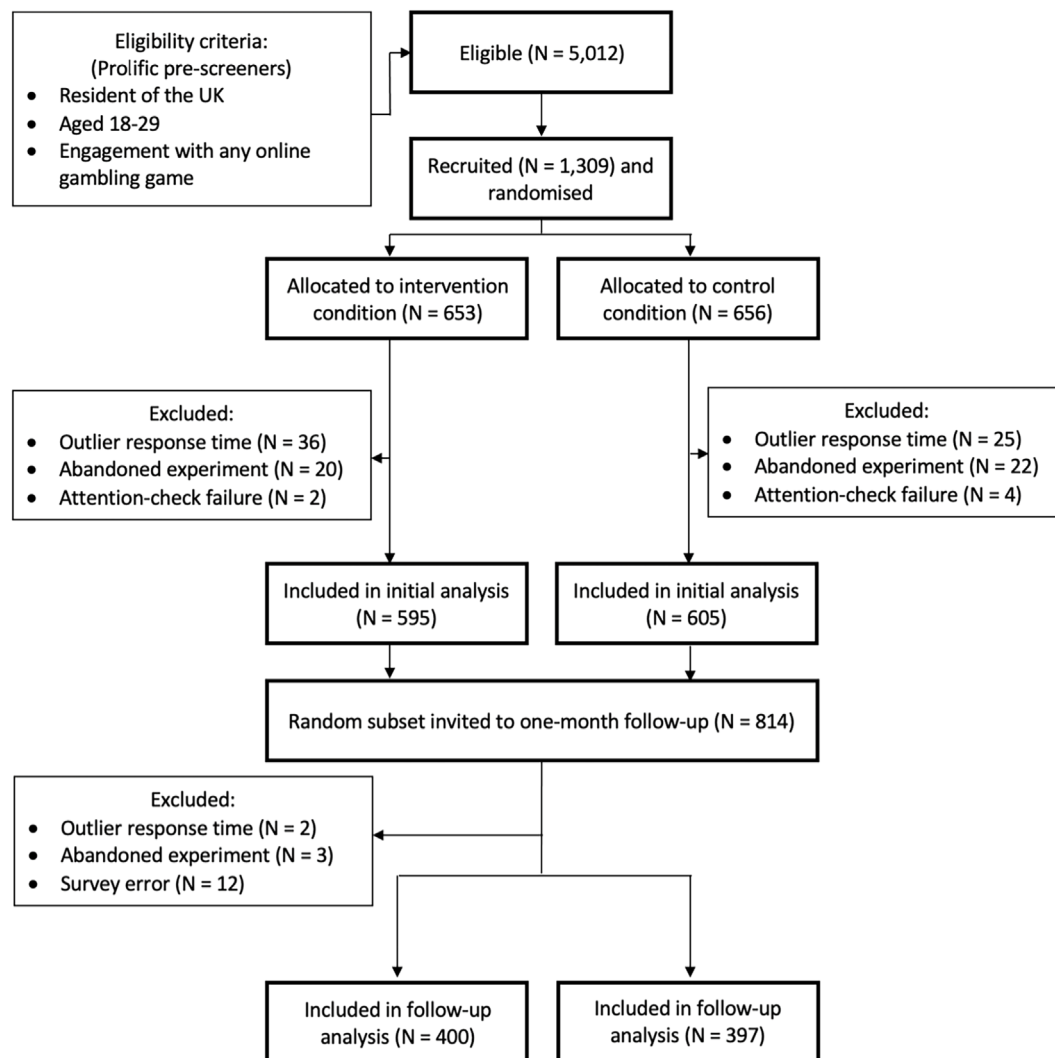 Eligibility criteria:
(Prolific pre-screeners)
• Resident of the UK
• Aged 18-29
• Engagement with any online
gambling game
Eligible (N = 5,012)
Recruited (N = 1,309) and
randomised
Allocated to intervention
condition (N = 653)
Allocated to control
condition (N = 656)
Excluded:
• Outlier response time (N = 36)
• Abandoned experiment (N = 20)
• Attention-check failure (N = 2)
Excluded:
• Outlier response time (N = 25)
• Abandoned experiment (N = 22)
• Attention-check failure (N = 4)
Included in initial analysis
(N = 595)
Included in initial analysis
(N = 605)
Random subset invited to one-month follow-up (N = 814)
Excluded:
• Outlier response time (N = 2)
• Abandoned experiment (N = 3)
• Survey error (N = 12)
Included in follow-up
analysis (N = 400)
Included in follow-up
analysis (N = 397)